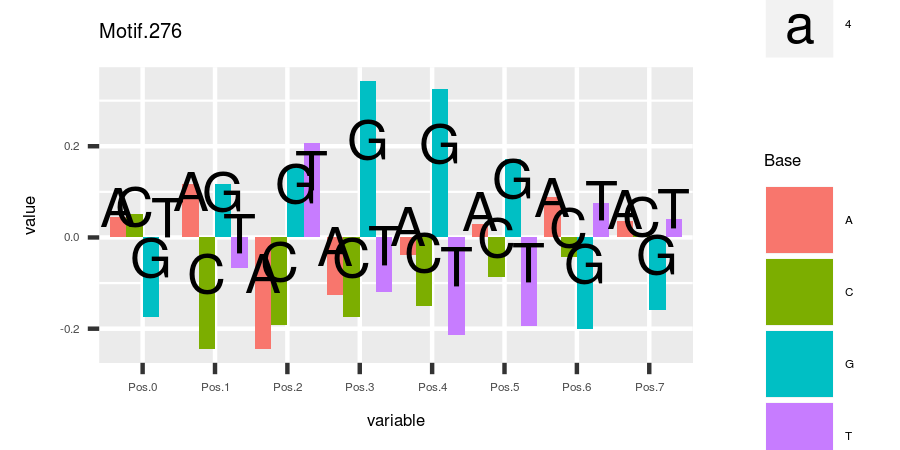 Motif.276
a 4
Base
A
C
G
T
value
0.2
0.0
-0.2
A C G T
A C G T
A C G T
A C G T
A C G T
A C G T
A C G T
A C G T
Pos.0 Pos.1 Pos.2 Pos.3 Pos.4 Pos.5 Pos.6 Pos.7
variable